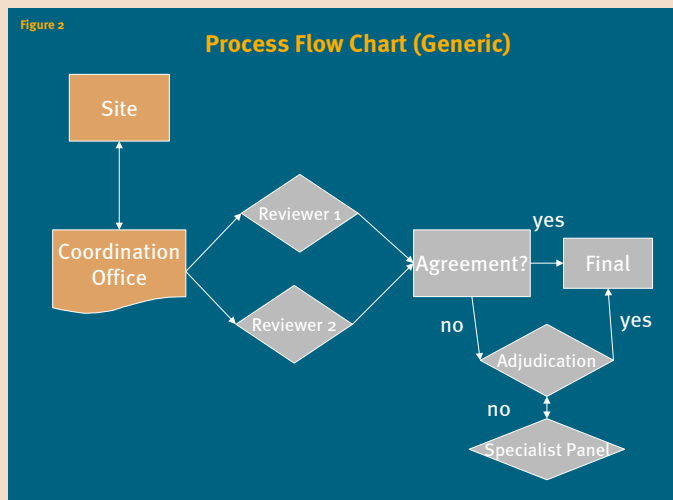 Figure 2
Process Flow Chart (Generic)
Site
Coordination
Office
Reviewer 1
Reviewer 2
Agreement?
yes
Final
no
yes
Adjudication
no
Specialist Panel